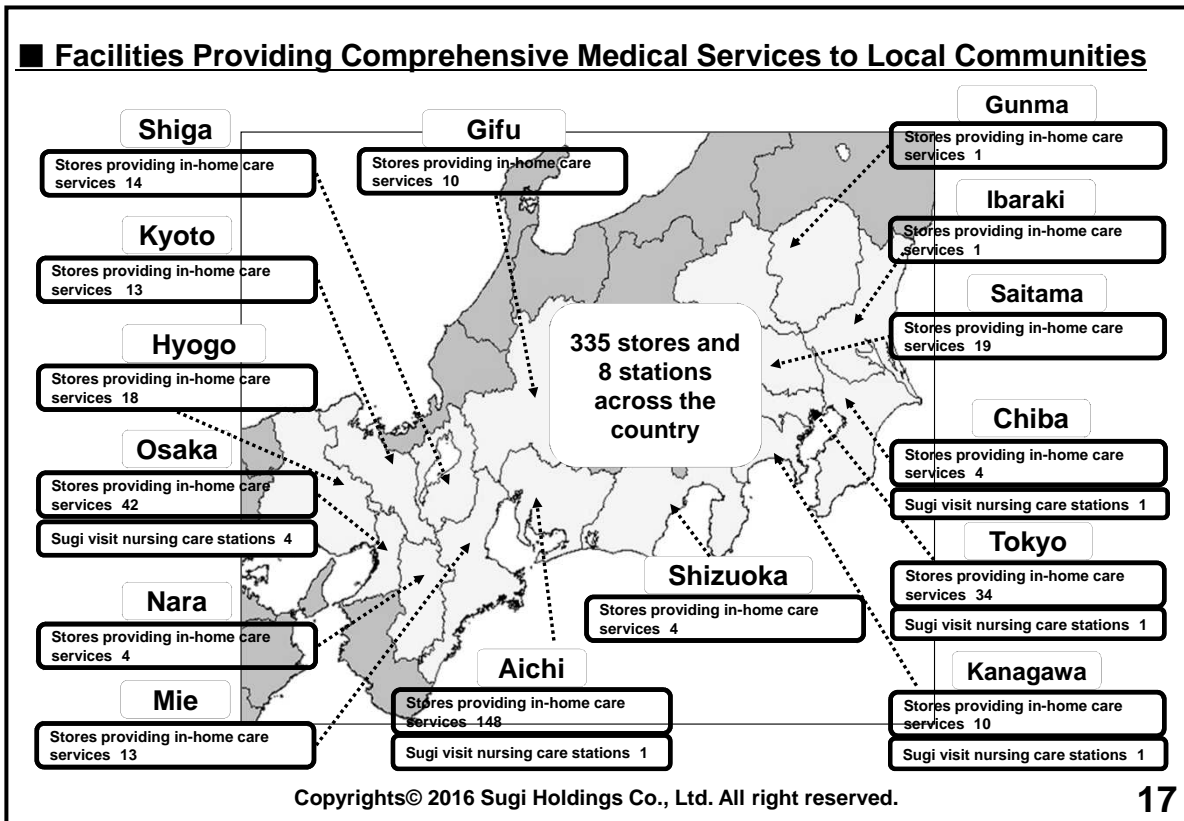 ■ Facilities Providing Comprehensive Medical Services to Local Communities
Shiga
Stores providing in-home care
services 14
Gifu
Stores providing in-home care
services 10
Gunma
Stores providing in-home care
services 1
Kyoto
Stores providing in-home care
services 13
Ibaraki
Stores providing in-home care
services 1
Hyogo
Stores providing in-home care
services 18
335 stores and
8 stations
across the
country
Saitama
Stores providing in-home care
services 19
Osaka
Stores providing in-home care
services 42
Sugi visit nursing care stations 4
Chiba
Stores providing in-home care
services 4
Sugi visit nursing care stations 1
Nara
Stores providing in-home care
services 4
Shizuoka
Stores providing in-home care
services 4
Tokyo
Stores providing in-home care
services 34
Sugi visit nursing care stations 1
Mie
Stores providing in-home care
services 13
Aichi
Stores providing in-home care
services 148
Sugi visit nursing care stations 1
Kanagawa
Stores providing in-home care
services 10
Sugi visit nursing care stations 1
Copyrights© 2016 Sugi Holdings Co., Ltd. All right reserved.
17